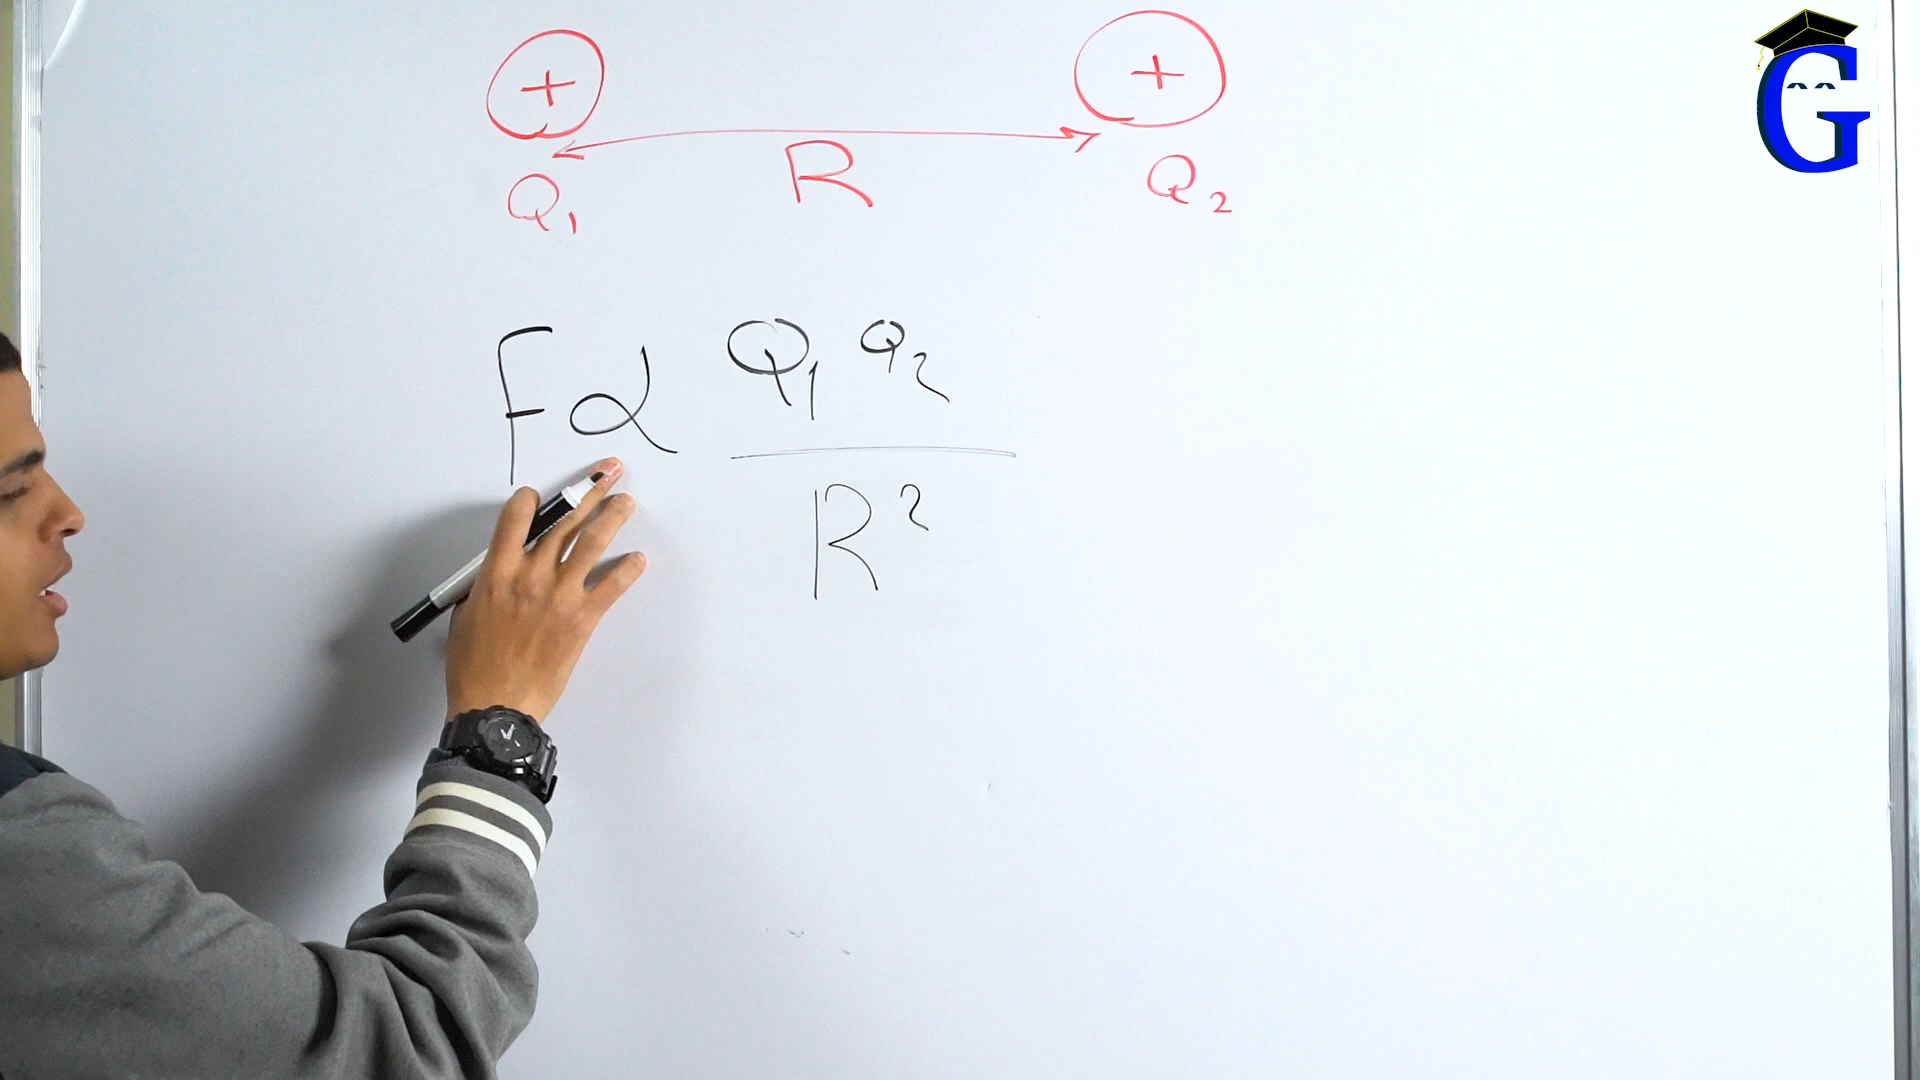 + +
R
Q₁ Q₂
F α Q₁ Q₂
R²
G